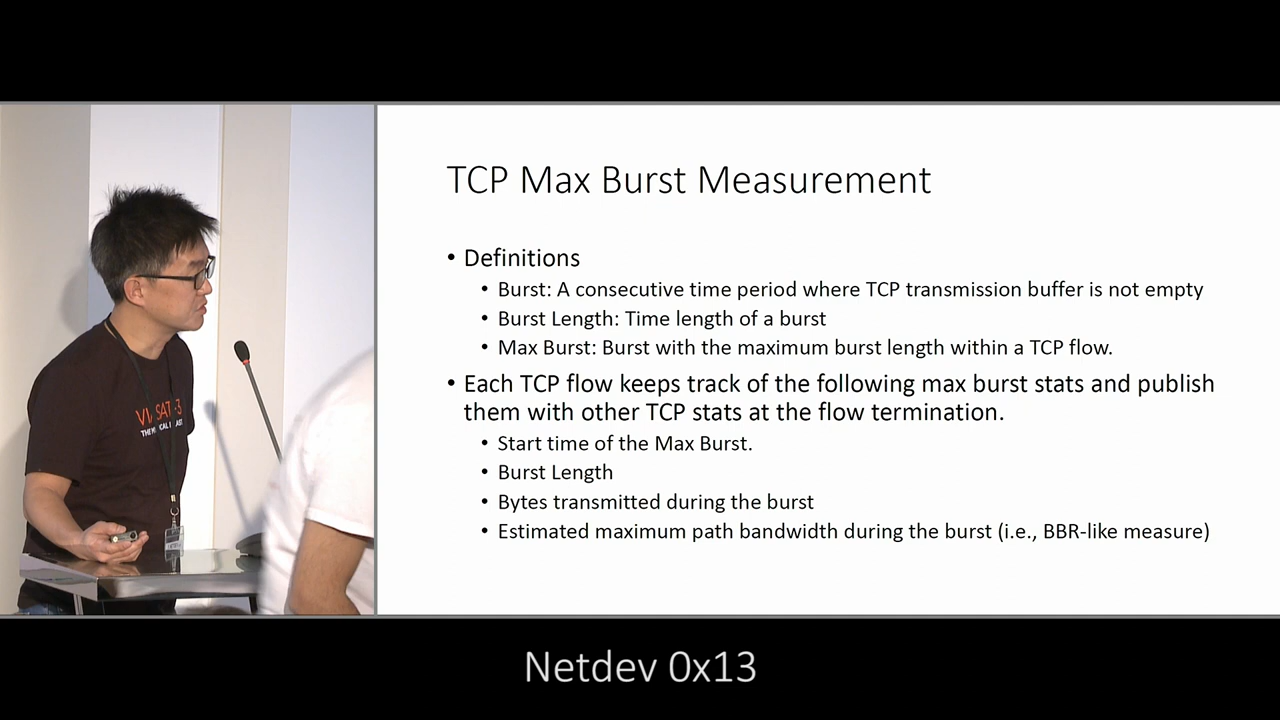 TCP Max Burst Measurement
• Definitions
• Burst: A consecutive time period where TCP transmission buffer is not empty
• Burst Length: Time length of a burst
• Max Burst: Burst with the maximum burst length within a TCP flow.
• Each TCP flow keeps track of the following max burst stats and publish
them with other TCP stats at the flow termination.
• Start time of the Max Burst.
• Burst Length
• Bytes transmitted during the burst
• Estimated maximum path bandwidth during the burst (i.e., BBR-like measure)
Netdev 0x13